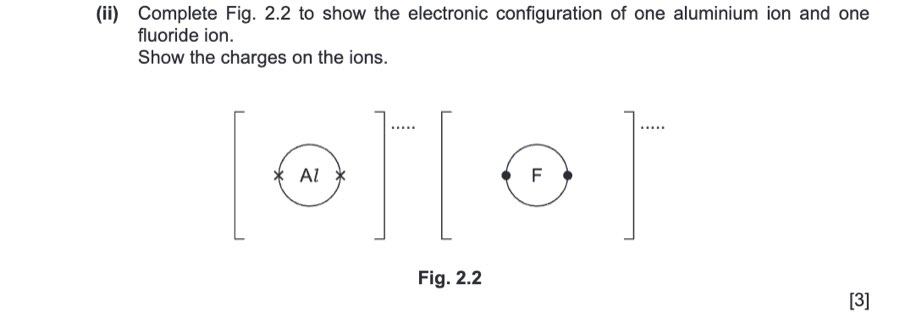 (ii) Complete Fig. 2.2 to show the electronic configuration of one aluminium ion and one
fluoride ion.
Show the charges on the ions.
..... .....
Al F
Fig. 2.2
[3]